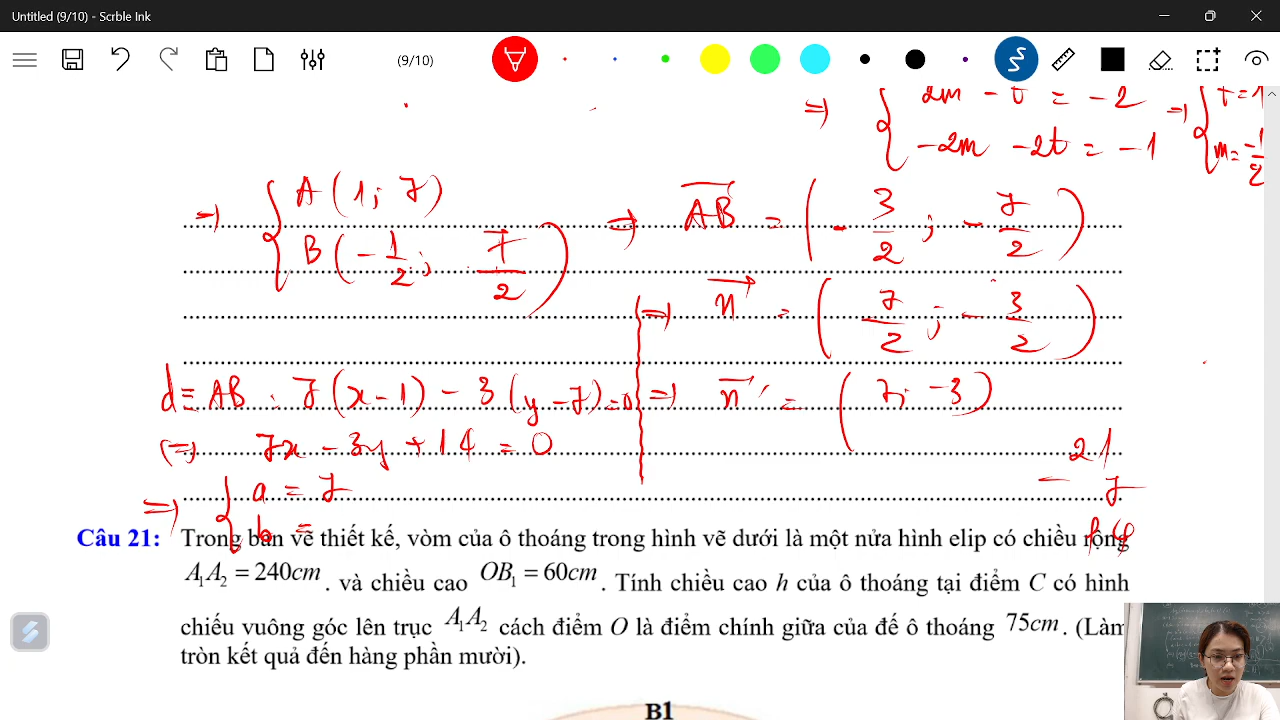 Untitled (9/10) - Scrble Ink
(9/10)
=> { 2m - t = -2
-2m - 2t = -1 => { t = 1
m = -1/2
=> { A (1; 7)
B (-1/2; 7/2) => AB = (-3/2; -7/2)
=> n = (7/2; -3/2)
d ≡ AB : 7(x-1) - 3(y-7) = 0 => n' = (7; -3)
(=) 7x - 3y + 14 = 0
21
- 7
=> { a = 7
b =
14
Câu 21: Trong bản vẽ thiết kế, vòm của ô thoáng trong hình vẽ dưới là một nửa hình elip có chiều rộng
A₁A₂ = 240cm . và chiều cao OB₁ = 60cm . Tính chiều cao h của ô thoáng tại điểm C có hình
chiếu vuông góc lên trục A₁A₂ cách điểm O là điểm chính giữa của đế ô thoáng 75cm . (Làm
tròn kết quả đến hàng phần mười).
B1